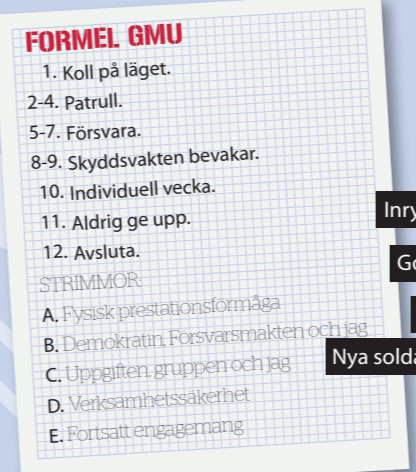 FORMEL GMU
1. Koll på läget.
2-4. Patrull.
5-7. Försvara.
8-9. Skyddsvakten bevakar.
10. Individuell vecka.
11. Aldrig ge upp.
12. Avsluta.
STRIMMOR:
A. Fysisk prestationsförmåga
B. Demokratin, Försvarsmakten och jag
C. Uppgiften, gruppen och jag
D. Verksamhetssäkerhet
E. Fortsatt engagemang
Nya